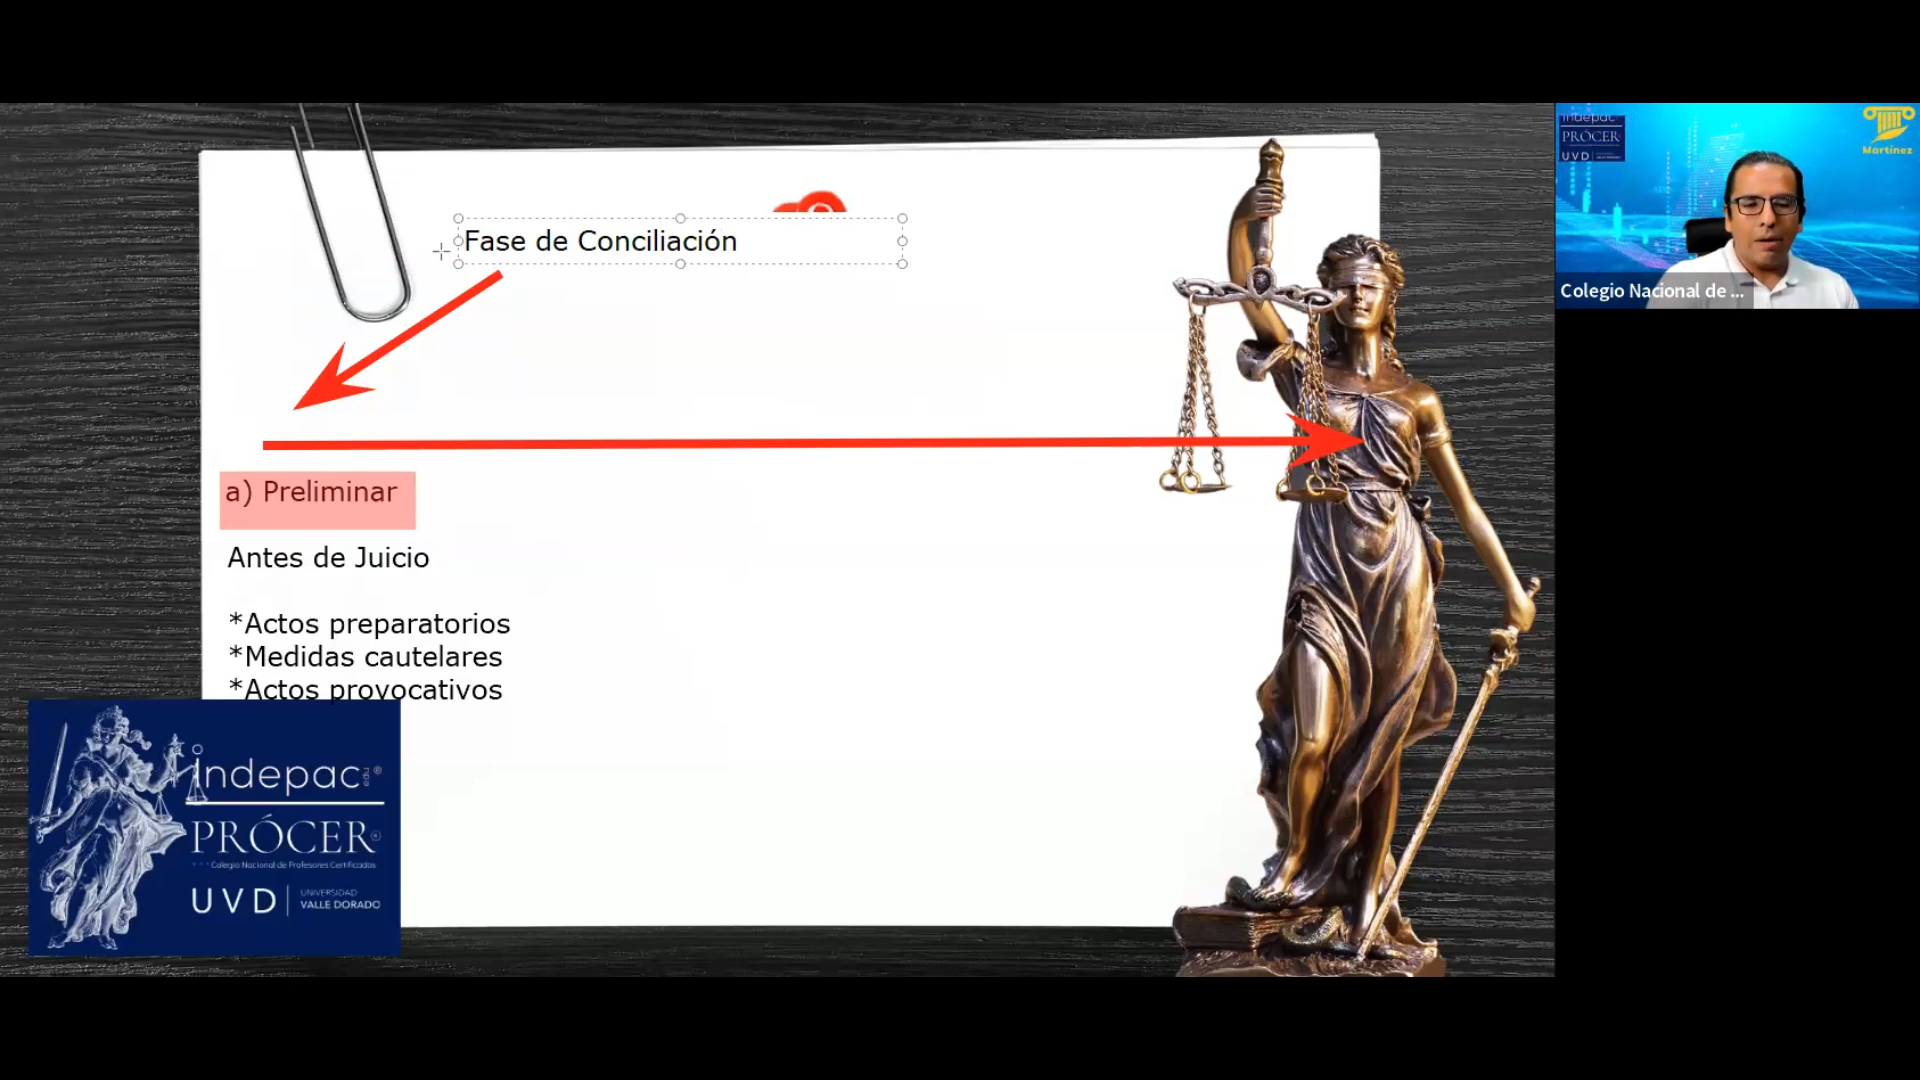 Fase de Conciliación
a) Preliminar
Antes de Juicio
*Actos preparatorios
*Medidas cautelares
*Actos provocativos
indepac
PRÓCER
Colegio Nacional de Profesores Certificados
UVD
UNIVERSIDAD
VALLE DORADO
indepac
PRÓCER
UVD
Martínez
Colegio Nacional de ...